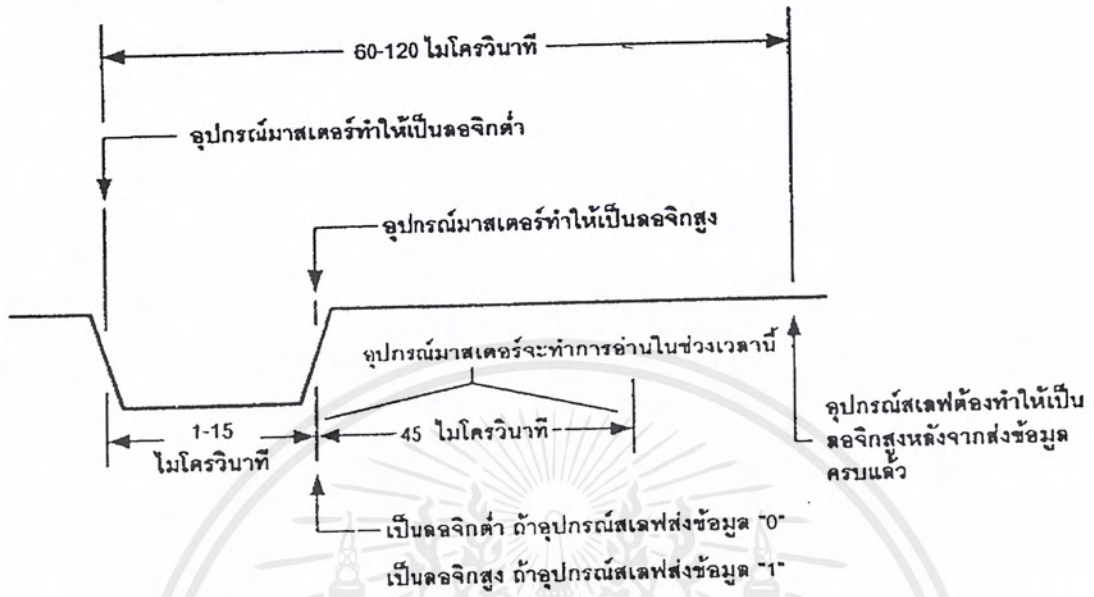 60-120 ไมโครวินาที
อุปกรณ์มาสเตอร์ทำให้เป็นลอจิกต่ำ
อุปกรณ์มาสเตอร์ทำให้เป็นลอจิกสูง
อุปกรณ์มาสเตอร์จะทำการอ่านในช่วงเวลานี้
1-15
ไมโครวินาที
45 ไมโครวินาที
อุปกรณ์สเลฟต้องทำให้เป็น
ลอจิกสูงหลังจากส่งข้อมูล
ครบแล้ว
เป็นลอจิกต่ำ ถ้าอุปกรณ์สเลฟส่งข้อมูล "0"
เป็นลอจิกสูง ถ้าอุปกรณ์สเลฟส่งข้อมูล "1"